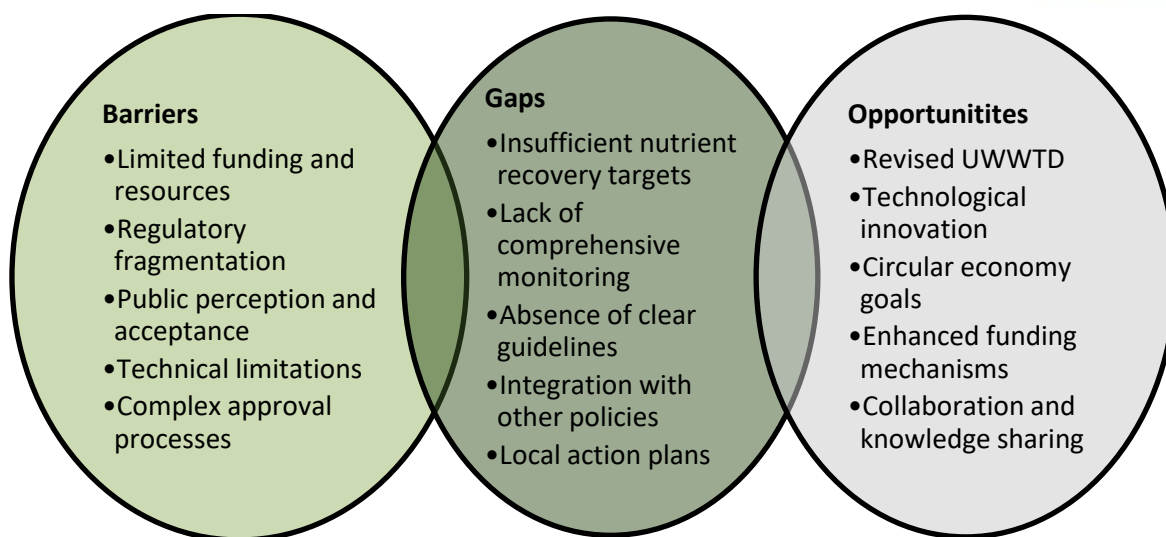 Barriers
•Limited funding and
resources
•Regulatory
fragmentation
•Public perception and
acceptance
•Technical limitations
•Complex approval
processes
Gaps
•Insufficient nutrient
recovery targets
•Lack of
comprehensive
monitoring
•Absence of clear
guidelines
•Integration with
other policies
•Local action plans
Opportunitites
•Revised UWWTD
•Technological
innovation
•Circular economy
goals
•Enhanced funding
mechanisms
•Collaboration and
knowledge sharing